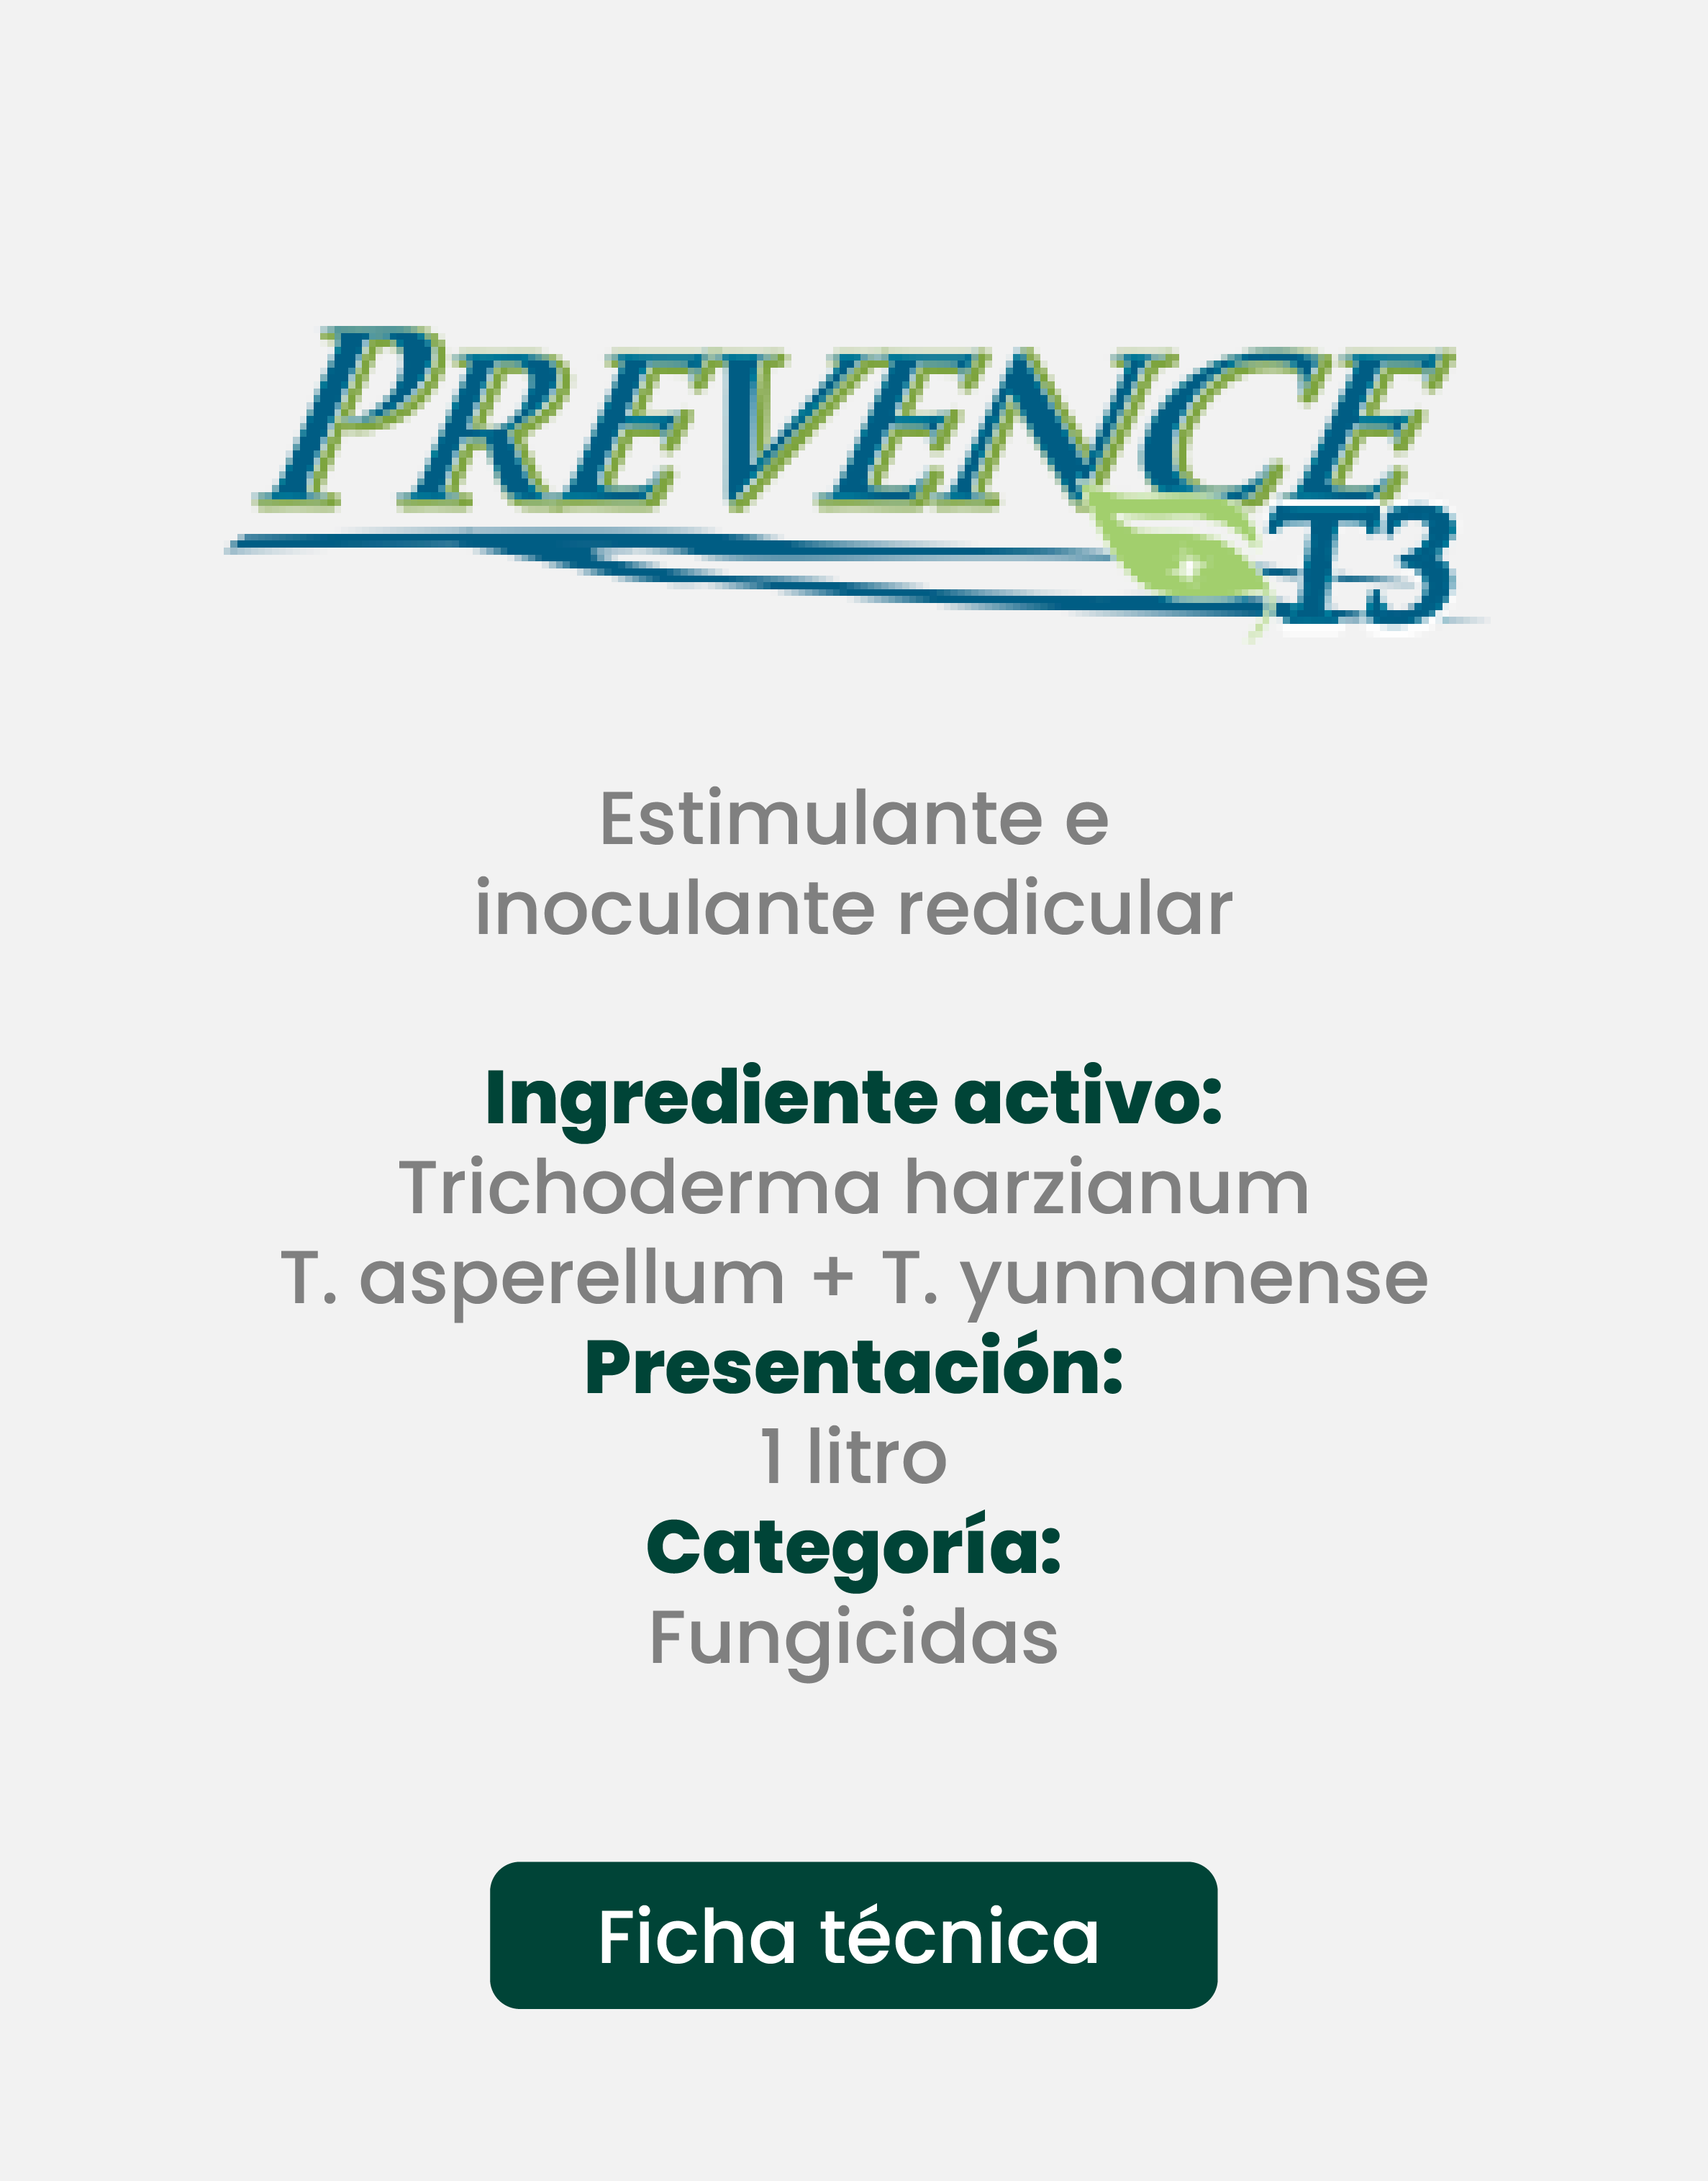 PREVENCE
T3
Estimulante e
inoculante redicular
Ingrediente activo:
Trichoderma harzianum
T. asperellum + T. yunnanense
Presentación:
1 litro
Categoría:
Fungicidas
Ficha técnica